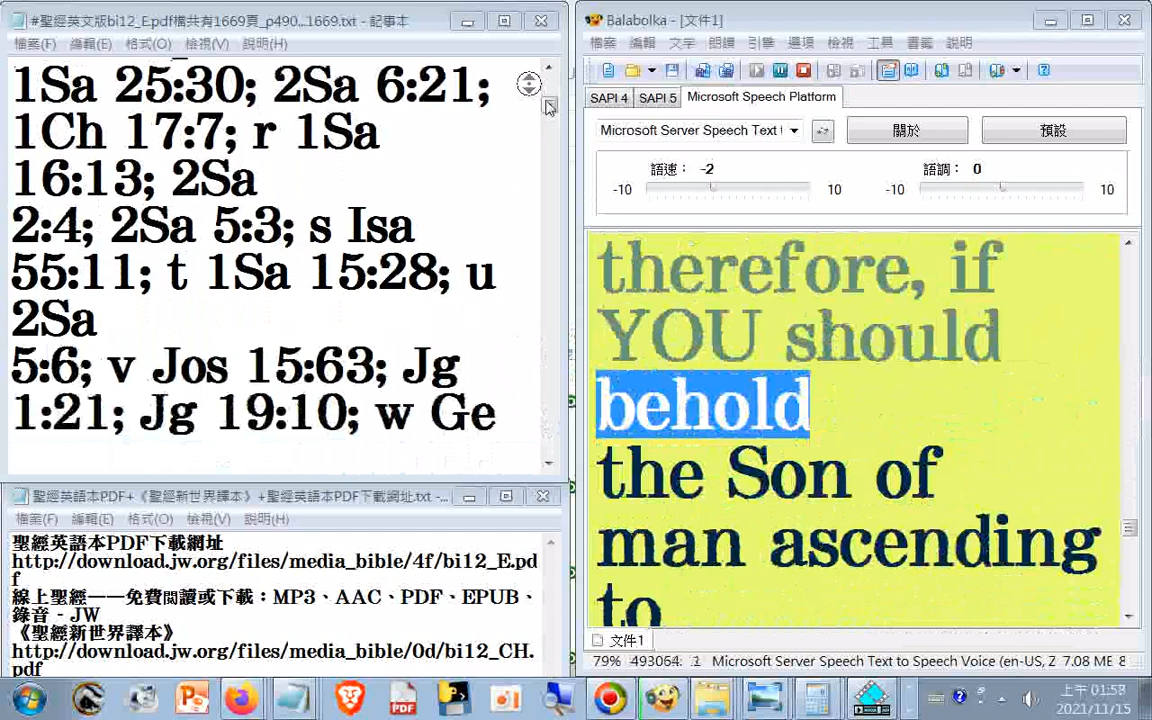 #聖經英文版bi12_E.pdf檔共有1669頁_p490...1669.txt - 記事本
檔案(F) 編輯(E) 格式(O) 檢視(V) 說明(H)
1Sa 25:30; 2Sa 6:21;
1Ch 17:7; r 1Sa
16:13; 2Sa
2:4; 2Sa 5:3; s Isa
55:11; t 1Sa 15:28; u
2Sa
5:6; v Jos 15:63; Jg
1:21; Jg 19:10; w Ge
聖經英語本PDF+《聖經新世界譯本》+聖經英語本PDF下載網址.txt - ...
檔案(F) 編輯(E) 格式(O) 檢視(V) 說明(H)
聖經英語本PDF下載網址
http://download.jw.org/files/media_bible/4f/bi12_E.pd
f
線上聖經——免費閱讀或下載：MP3、AAC、PDF、EPUB、
錄音 - JW
《聖經新世界譯本》
http://download.jw.org/files/media_bible/0d/bi12_CH.
pdf
Balabolka - [文件1]
檔案 編輯 文字 朗讀 引擎 選項 檢視 工具 書籤 說明
SAPI 4 SAPI 5 Microsoft Speech Platform
Microsoft Server Speech Text 關於 預設
語速： -2 語調： 0
-10 10 -10 10
therefore, if
YOU should
behold
the Son of
man ascending
to
文件1
79% 493064: 1 Microsoft Server Speech Text to Speech Voice (en-US, Z 7.08 MB 8
PDF
上午 01:58
2021/11/15